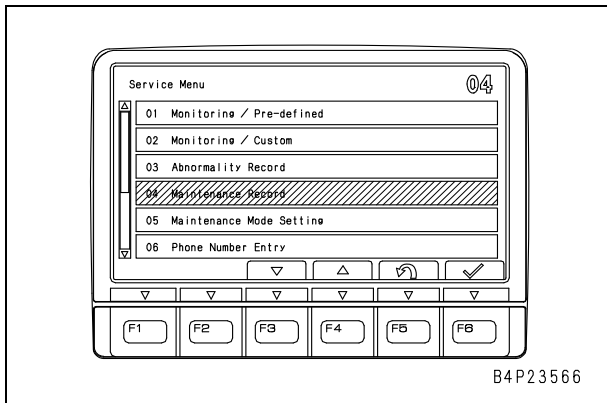 Service Menu 04
01 Monitoring / Pre-defined
02 Monitoring / Custom
03 Abnormality Record
04 Maintenance Record
05 Maintenance Mode Setting
06 Phone Number Entry
F1 F2 F3 F4 F5 F6
B4P23566